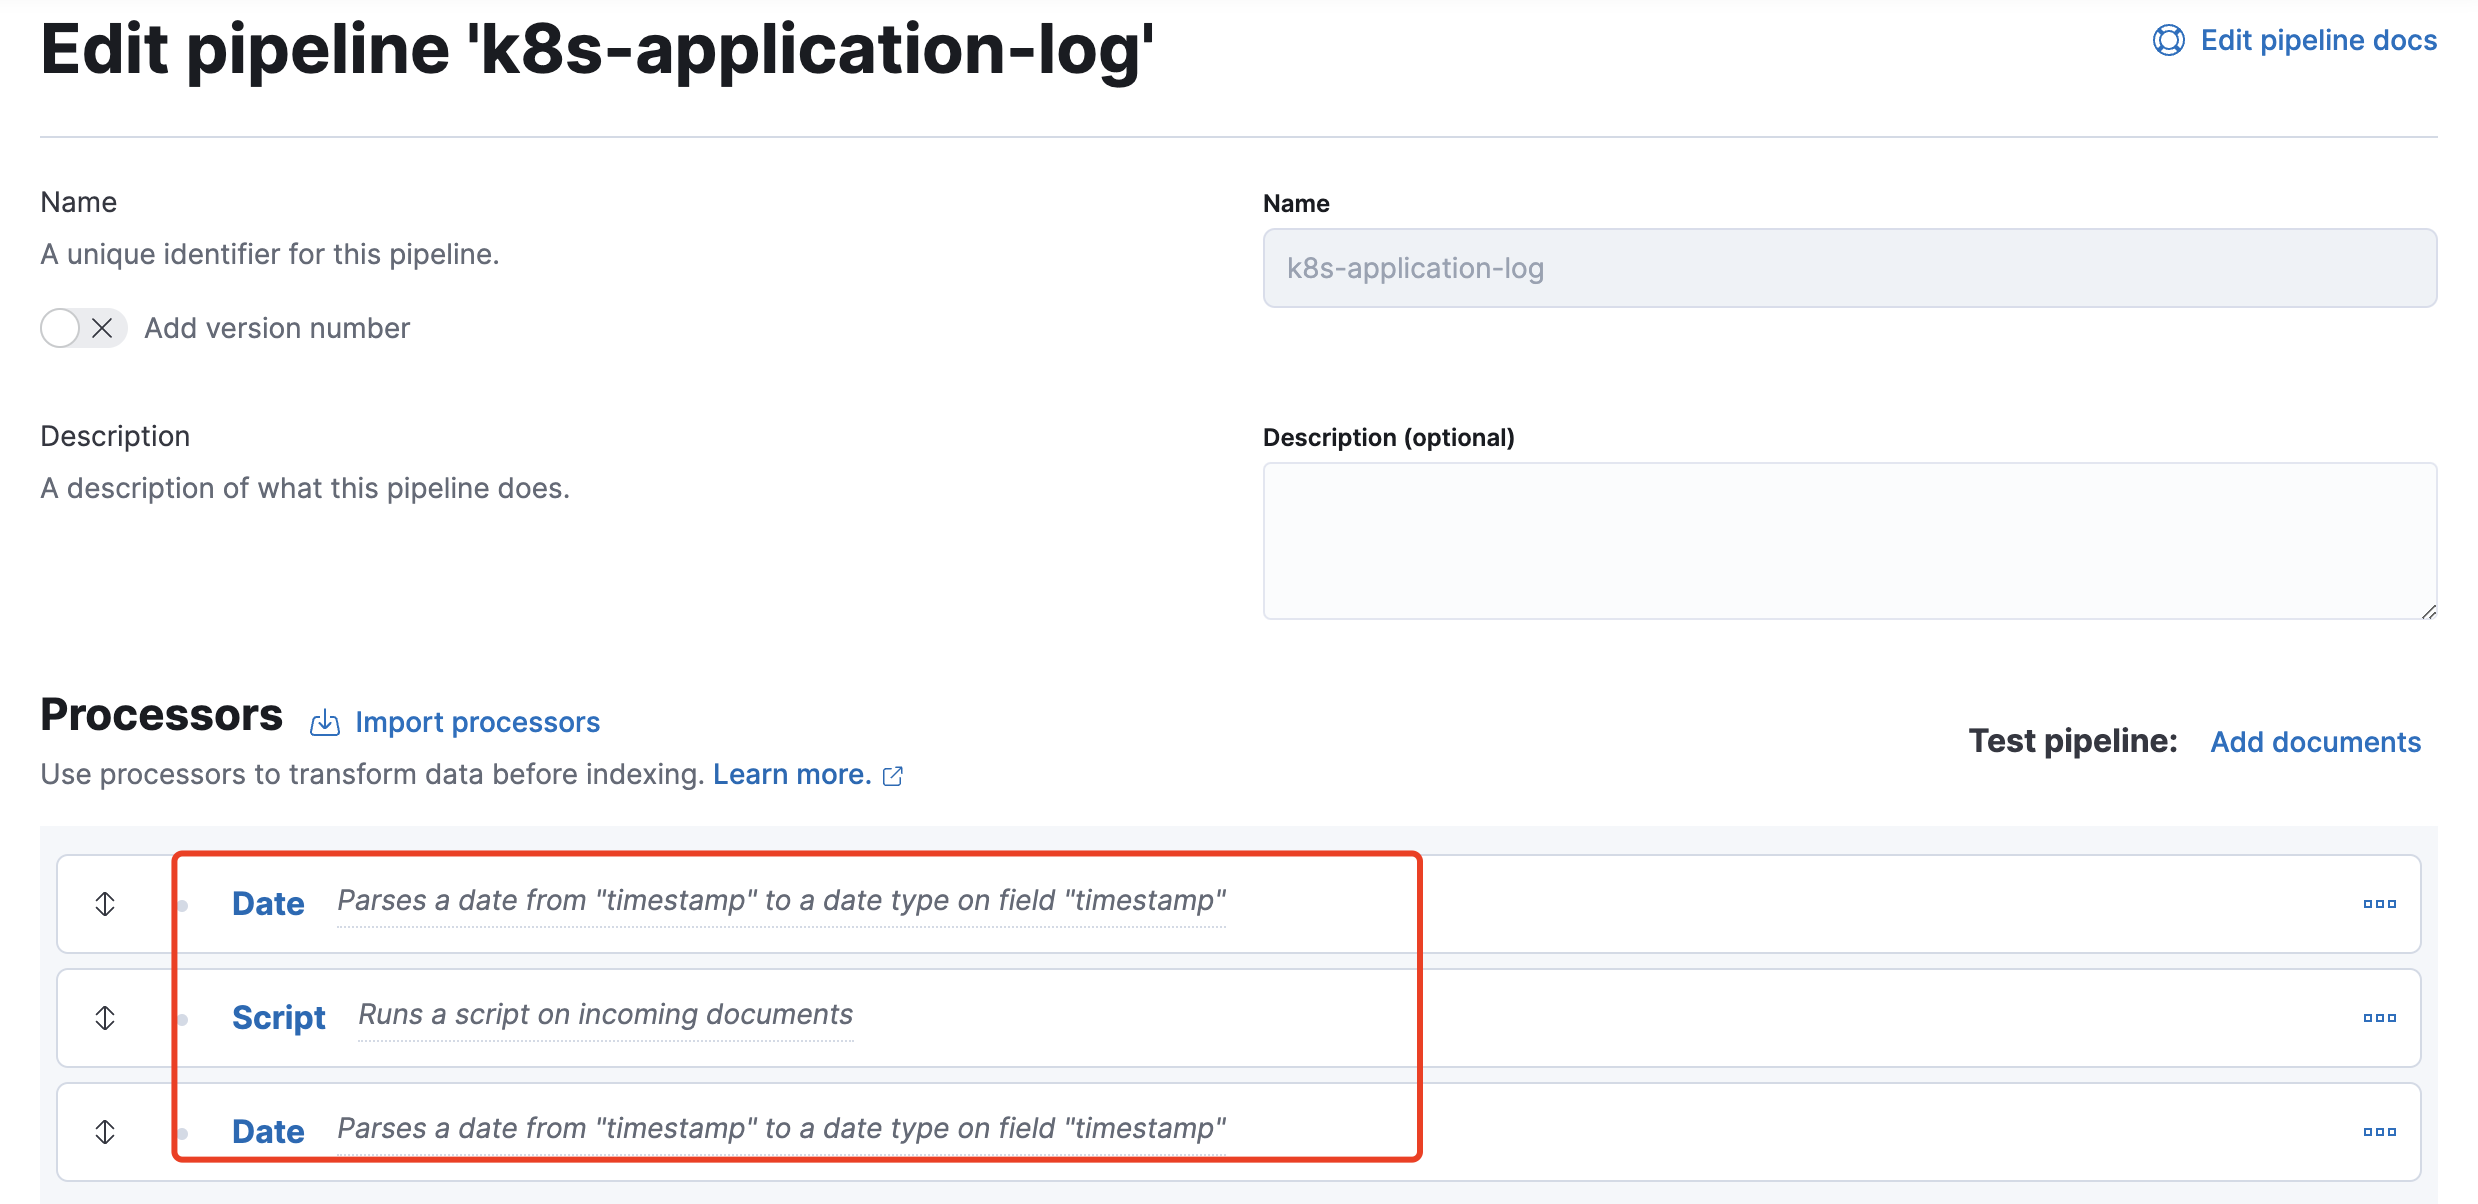 Edit pipeline 'k8s-application-log'
Edit pipeline docs
Name
A unique identifier for this pipeline.
Add version number
Name
k8s-application-log
Description
A description of what this pipeline does.
Description (optional)
Processors
Import processors
Use processors to transform data before indexing. Learn more.
Test pipeline:
Add documents
Date Parses a date from "timestamp" to a date type on field "timestamp"
Script Runs a script on incoming documents
Date Parses a date from "timestamp" to a date type on field "timestamp"